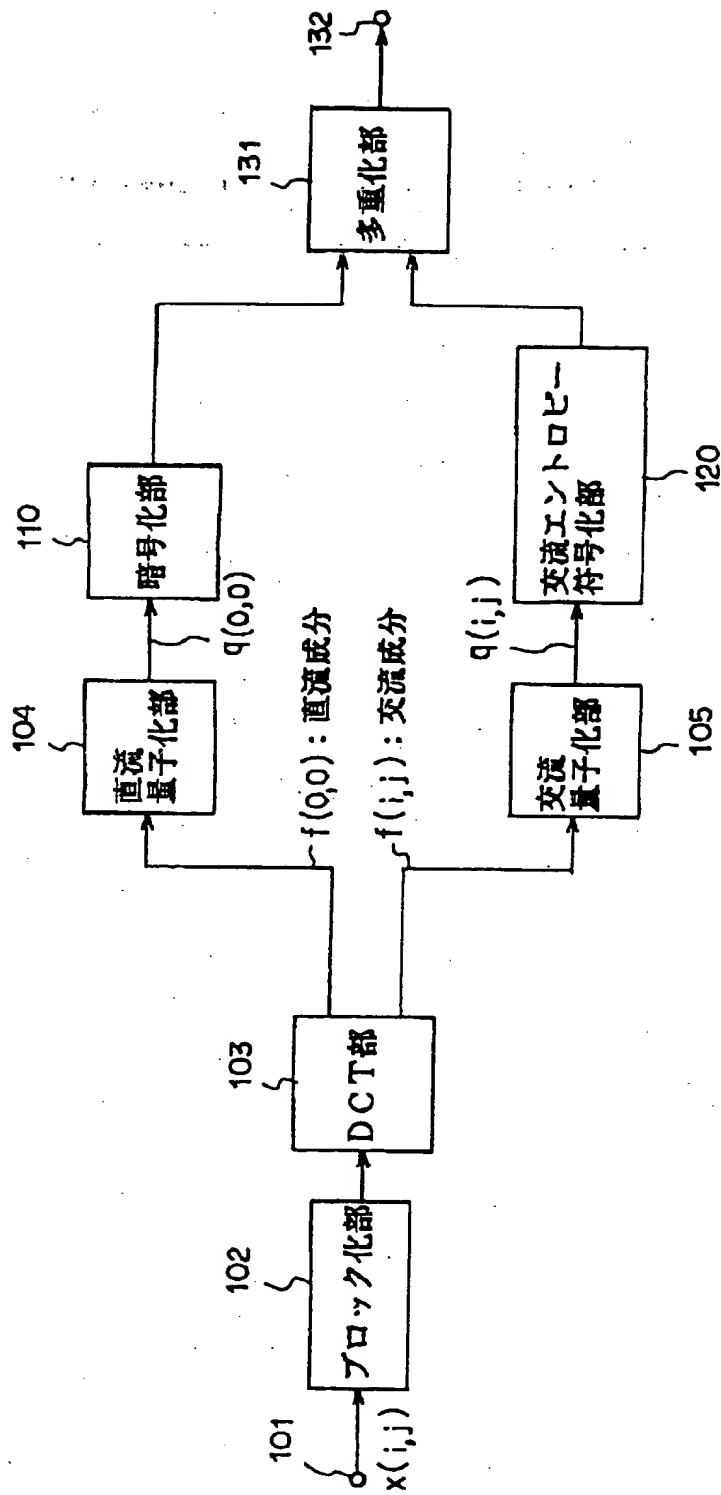 101
x(i,j)
102
ブロック化部
103
DCT部
f(0,0):直流成分
f(i,j):交流成分
104
直流
量子化部
q(0,0)
110
暗号化部
105
交流
量子化部
q(i,j)
120
交流エントロピー
符号化部
131
多重化部
132